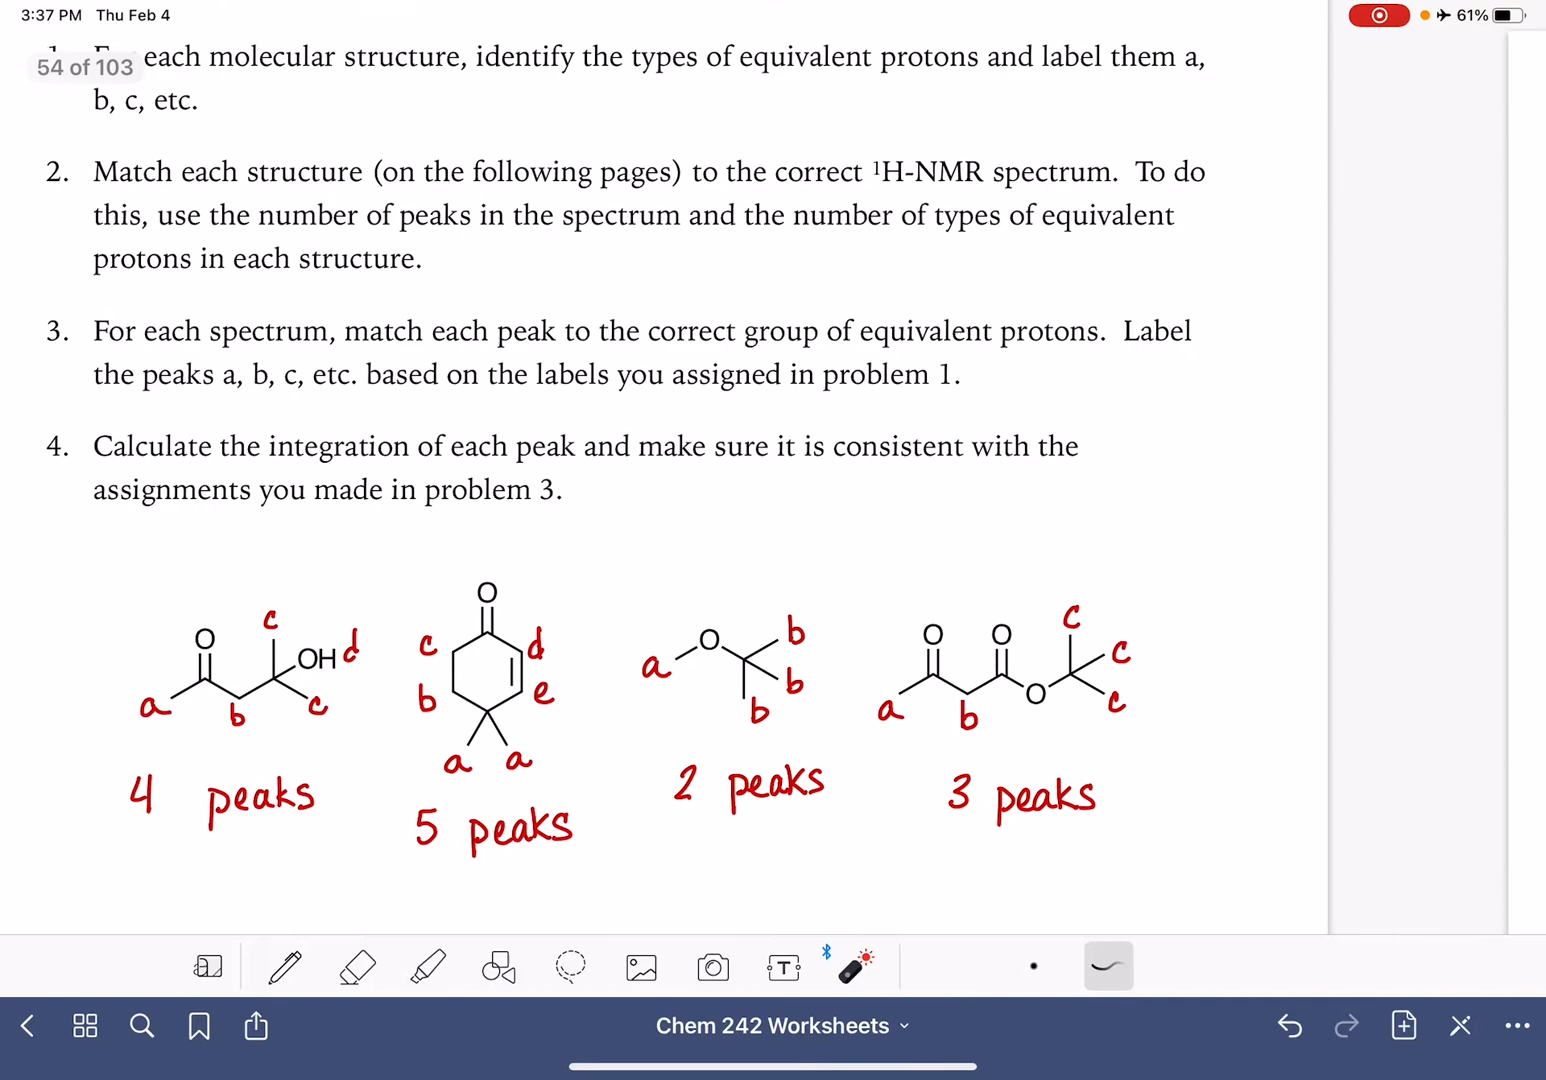 3:37 PM Thu Feb 4
61%
54 of 103
each molecular structure, identify the types of equivalent protons and label them a,
b, c, etc.
2. Match each structure (on the following pages) to the correct ¹H-NMR spectrum. To do
this, use the number of peaks in the spectrum and the number of types of equivalent
protons in each structure.
3. For each spectrum, match each peak to the correct group of equivalent protons. Label
the peaks a, b, c, etc. based on the labels you assigned in problem 1.
4. Calculate the integration of each peak and make sure it is consistent with the
assignments you made in problem 3.
O c OH d a b c
4 peaks
O c d b e a a
5 peaks
a O b b b
2 peaks
O O c c a b O c
3 peaks
T
Chem 242 Worksheets